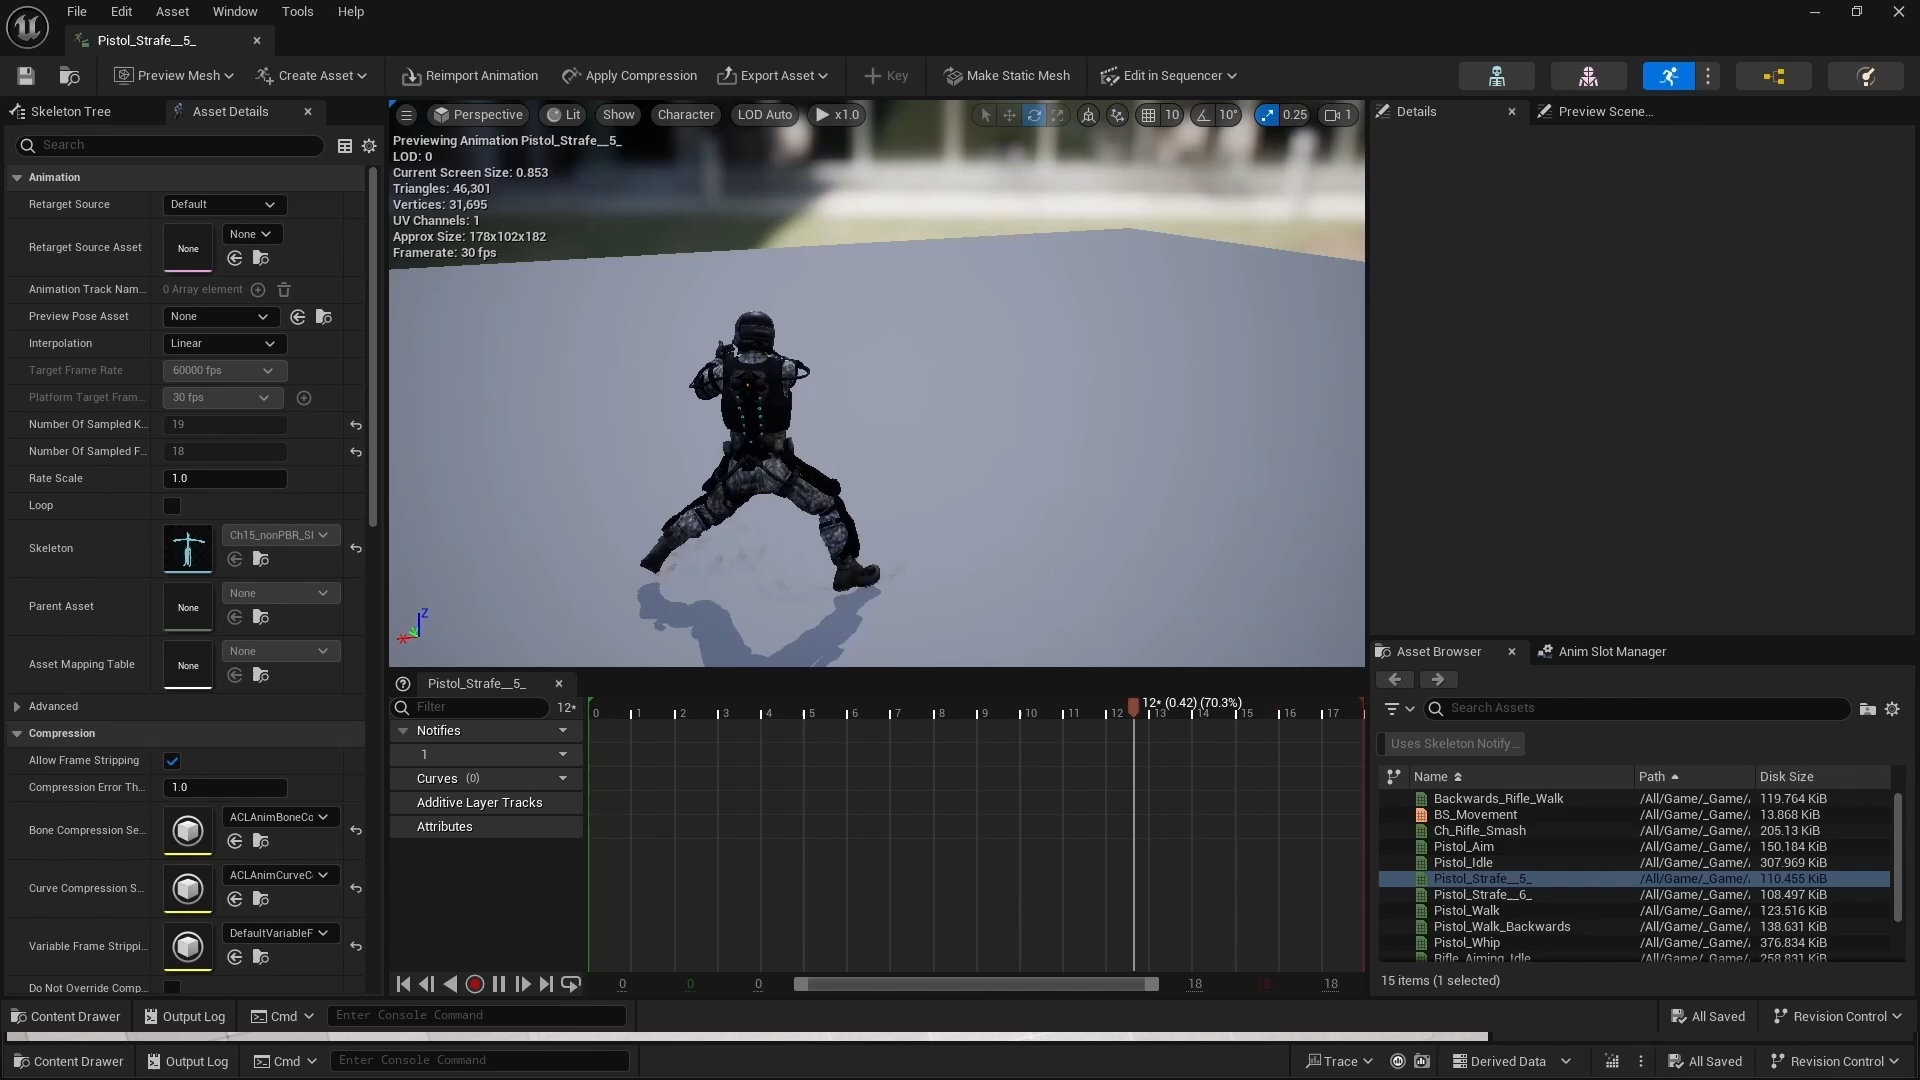 File Edit Asset Window Tools Help
Pistol_Strafe__5_
Preview Mesh
Create Asset
Reimport Animation
Apply Compression
Export Asset
Key
Make Static Mesh
Edit in Sequencer
Skeleton Tree
Asset Details
Search
Animation
Retarget Source Default
Retarget Source Asset None None
Animation Track Nam... 0 Array element
Preview Pose Asset None
Interpolation Linear
Target Frame Rate 60000 fps
Platform Target Fram... 30 fps
Number Of Sampled K... 19
Number Of Sampled F... 18
Rate Scale 1.0
Loop
Skeleton Ch15_nonPBR_Sl
Parent Asset None None
Asset Mapping Table None None
Advanced
Compression
Allow Frame Stripping
Compression Error Th... 1.0
Bone Compression Se... ACLAnimBoneCo
Curve Compression S... ACLAnimCurveC
Variable Frame Strippi... DefaultVariableF
Do Not Override Comp...
Perspective Lit Show Character LOD Auto x1.0
10 10° 0.25 1
Previewing Animation Pistol_Strafe__5_
LOD: 0
Current Screen Size: 0.853
Triangles: 46,301
Vertices: 31,695
UV Channels: 1
Approx Size: 178x102x182
Framerate: 30 fps
Z
X
Pistol_Strafe__5_
Filter 12*
12* (0.42) (70.3%)
0 1 2 3 4 5 6 7 8 9 10 11 12 13 14 15 16 17
Notifies
1
Curves (0)
Additive Layer Tracks
Attributes
0 0 0 18 18 18
Details
Preview Scene...
Asset Browser
Anim Slot Manager
Search Assets
Uses Skeleton Notify...
Name Path Disk Size
Backwards_Rifle_Walk /All/Game/_Game/ 119.764 KiB
BS_Movement /All/Game/_Game/ 13.868 KiB
Ch_Rifle_Smash /All/Game/_Game/ 205.13 KiB
Pistol_Aim /All/Game/_Game/ 150.184 KiB
Pistol_Idle /All/Game/_Game/ 307.969 KiB
Pistol_Strafe__5_ /All/Game/_Game/ 110.455 KiB
Pistol_Strafe__6_ /All/Game/_Game/ 108.497 KiB
Pistol_Walk /All/Game/_Game/ 123.516 KiB
Pistol_Walk_Backwards /All/Game/_Game/ 138.631 KiB
Pistol_Whip /All/Game/_Game/ 376.834 KiB
Rifle_Aiming_Idle /All/Game/_Game/ 258.831 KiB
15 items (1 selected)
Content Drawer Output Log Cmd Enter Console Command All Saved Revision Control
Content Drawer Output Log Cmd Enter Console Command Trace Derived Data All Saved Revision Control